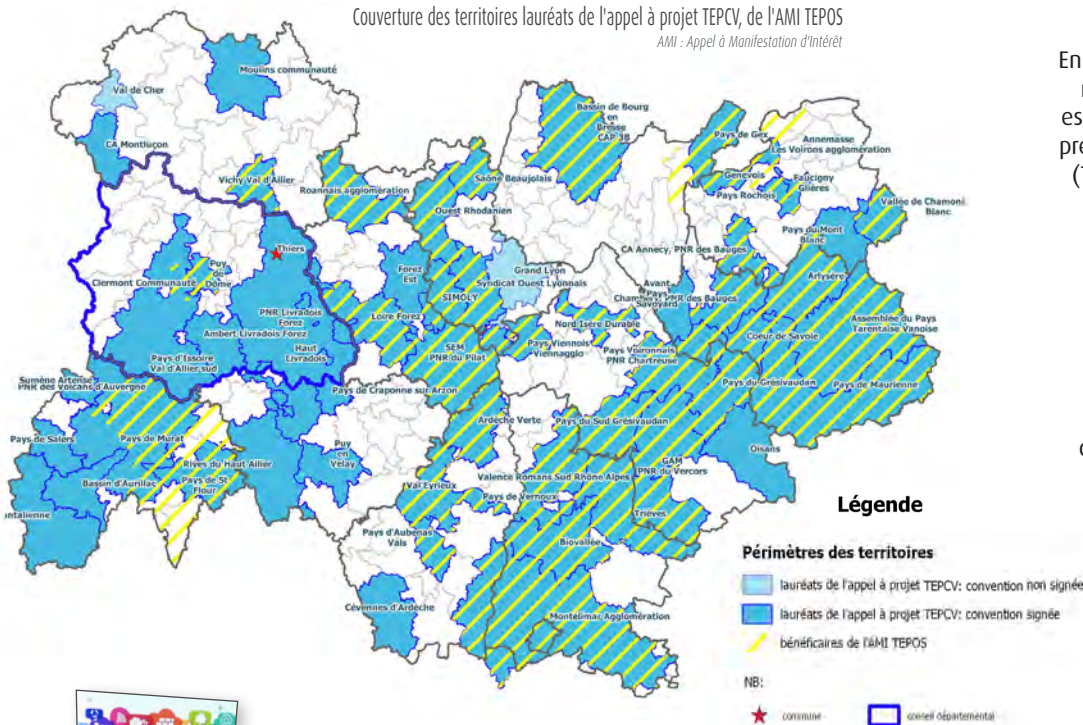 Couverture des territoires lauréats de l'appel à projet TEPCV, de l'AMI TEPOS
AMI : Appel à Manifestation d'Intérêt
En
es
pre
(T
Moulins communauté
Val de Cher
CA Montluçon
Vichy Val d'Allier
Roannais agglomération
Saône Beaujolais
Bassin de Bourg
en
Bresse
CAP 3B
Pays de Gex
Annemasse
Les Voirons agglomération
Genevois
Pays Rochois
Faucigny
Glières
Vallée de Chamoni
Blanc
Ouest Rhodanien
Pays du Mont
Blanc
CA Annecy, PNR des Bauges
Thiers
Puy
de
Dôme
Clermont Communauté
Forez
Est
SIMOLY
Grand Lyon
Syndicat Ouest Lyonnais
Avant
Pays
Savoyard
Chambéry, PNR des Bauges
Arlysère
PNR Livradois
Forez
Ambert Livradois Forez
Haut
Livradois
Loire Forez
Nord Isère Durable
Assemblée du Pays
Tarentaise Vanoise
Coeur de Savoie
Pays d'Issoire
Val d'Allier sud
SEM
PNR du Pilat
Pays Viennois
Viennagglo
Pays Voironnais
PNR Chartreuse
Sumène Artense
PNR des Volcans d'Auvergne
Pays de Craponne sur Arzon
Pays du Grésivaudan
Pays de Maurienne
Pays de Salers
Pays de Murat
Ardèche Verte
Pays du Sud Grésivaudan
Puy
en
Velay
Oisans
Rives du Haut Allier
Bassin d'Aurillac
Pays de St
Flour
GAM
PNR du Vercors
Valence Romans Sud Rhône Alpes
Val Eyrieux
Pays de Vernoux
ntalienne
Trièves
Pays d'Aubenas
Vals
Biovallée
Cévennes d'Ardèche
Montélimar Agglomération
Légende
Périmètres des territoires
lauréats de l'appel à projet TEPCV: convention non signée
lauréats de l'appel à projet TEPCV: convention signée
bénéficaires de l'AMI TEPOS
NB:
commune
conseil départemental